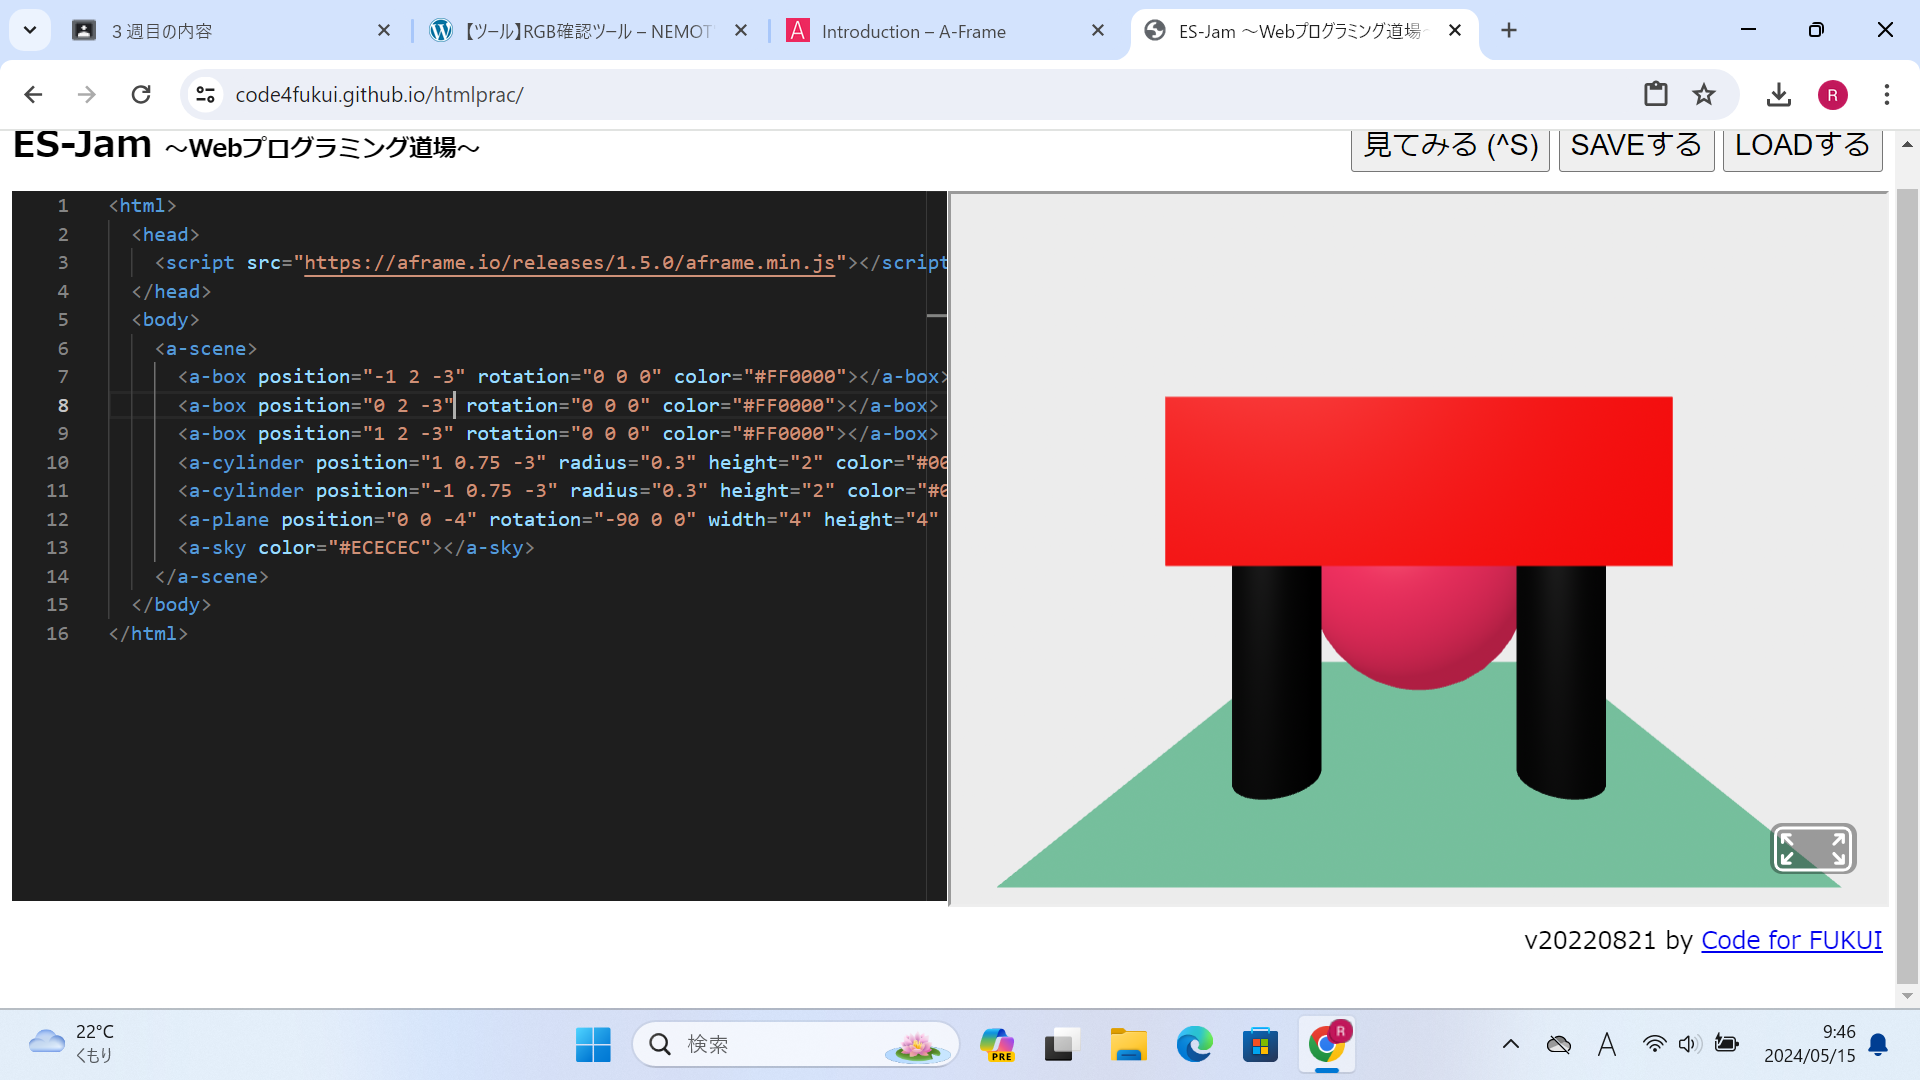 ３週目の内容
【ツール】RGB確認ツール – NEMOT
Introduction – A-Frame
ES-Jam ～Webプログラミング道場～
code4fukui.github.io/htmlprac/
R
ES-Jam ～Webプログラミング道場～
見てみる (^S)
SAVEする
LOADする
1 <html>
2 <head>
3 <script src="https://aframe.io/releases/1.5.0/aframe.min.js"></script
4 </head>
5 <body>
6 <a-scene>
7 <a-box position="-1 2 -3" rotation="0 0 0" color="#FF0000"></a-box>
8 <a-box position="0 2 -3" rotation="0 0 0" color="#FF0000"></a-box>
9 <a-box position="1 2 -3" rotation="0 0 0" color="#FF0000"></a-box>
10 <a-cylinder position="1 0.75 -3" radius="0.3" height="2" color="#00
11 <a-cylinder position="-1 0.75 -3" radius="0.3" height="2" color="#0
12 <a-plane position="0 0 -4" rotation="-90 0 0" width="4" height="4"
13 <a-sky color="#ECECEC"></a-sky>
14 </a-scene>
15 </body>
16 </html>
v20220821 by Code for FUKUI
22°C
くもり
検索
PRE
R
A
9:46
2024/05/15